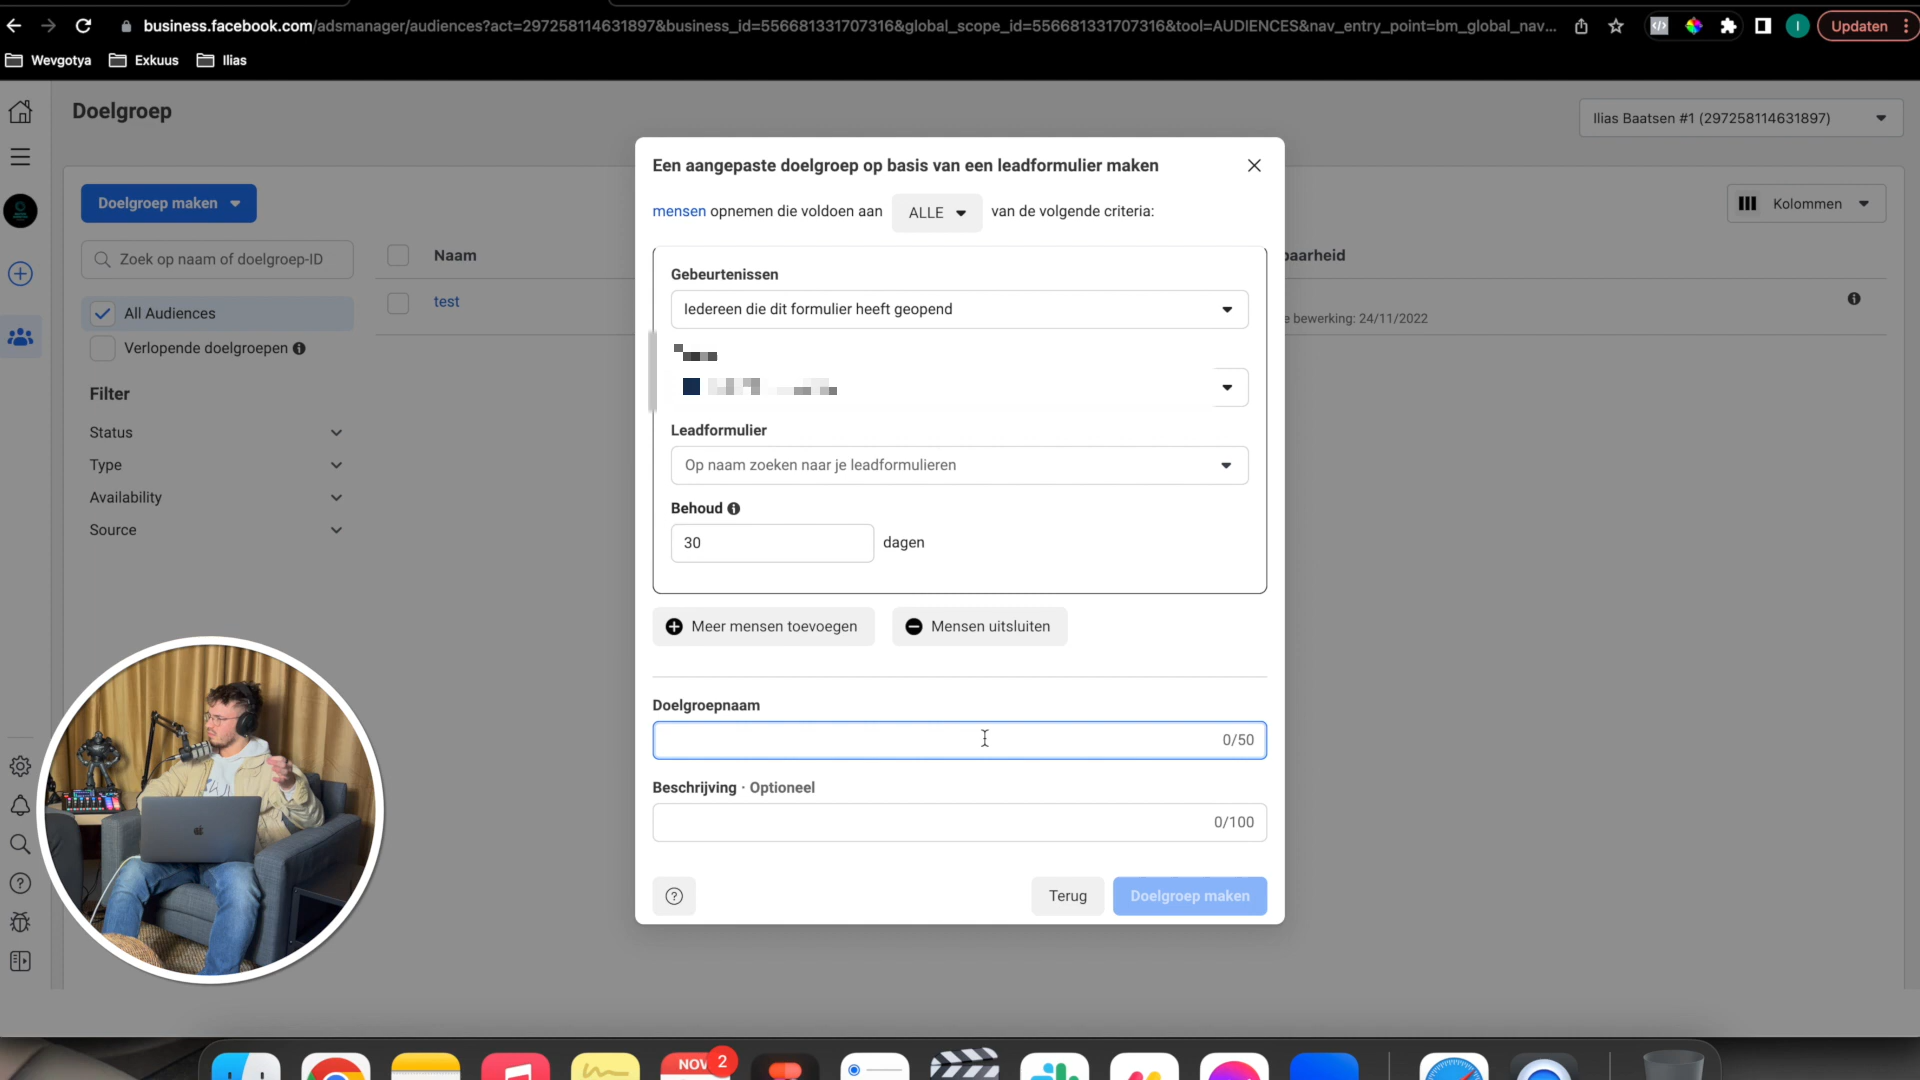 business.facebook.com/adsmanager/audiences?act=297258114631897&business_id=556681331707316&global_scope_id=556681331707316&tool=AUDIENCES&nav_entry_point=bm_global_nav...
I
Updaten
Wevgotya
Exkuus
Ilias
Doelgroep
Ilias Baatsen #1 (297258114631897)
Doelgroep maken
Kolommen
Zoek op naam of doelgroep-ID
Naam
baarheid
test
e bewerking: 24/11/2022
All Audiences
Verlopende doelgroepen
Filter
Status
Type
Availability
Source
Een aangepaste doelgroep op basis van een leadformulier maken
mensen opnemen die voldoen aan ALLE van de volgende criteria:
Gebeurtenissen
Iedereen die dit formulier heeft geopend
Leadformulier
Op naam zoeken naar je leadformulieren
Behoud
30 dagen
Meer mensen toevoegen
Mensen uitsluiten
Doelgroepnaam
0/50
Beschrijving · Optioneel
0/100
Terug
Doelgroep maken
NOV 2